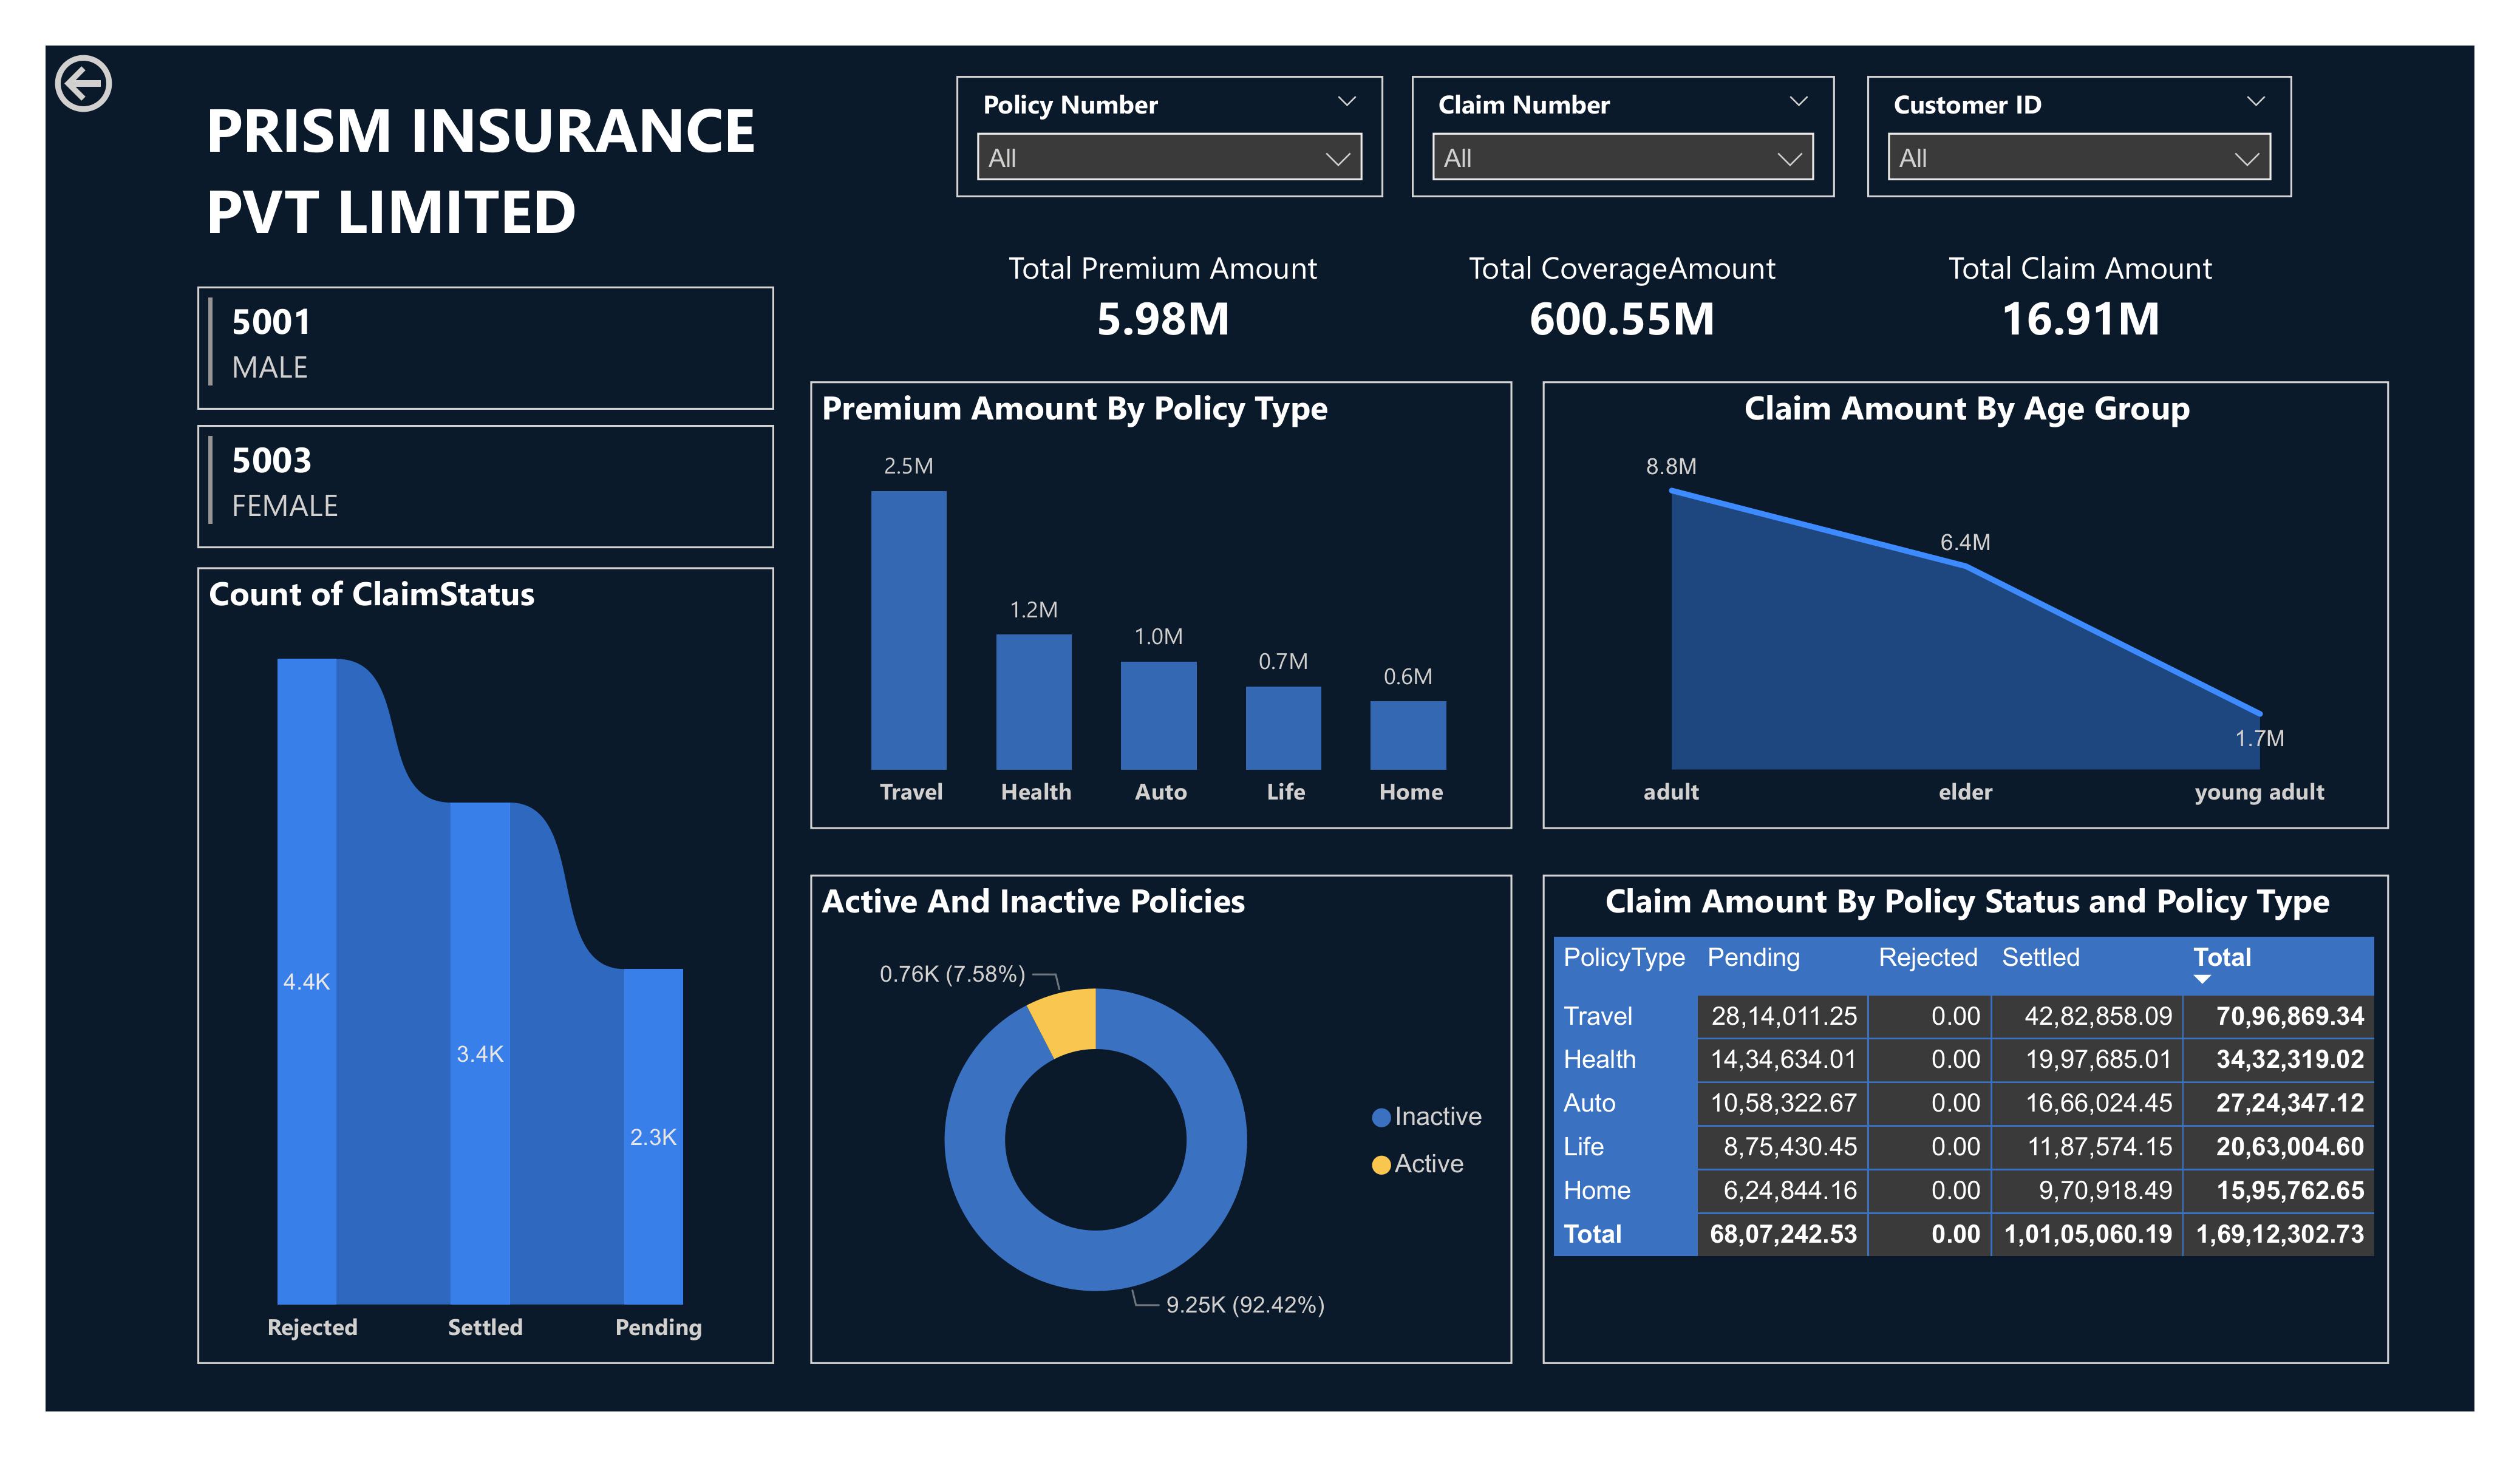 PRISM INSURANCE
PVT LIMITED
Policy Number
All
Claim Number
All
Customer ID
All
Total Premium Amount
5.98M
Total CoverageAmount
600.55M
Total Claim Amount
16.91M
5001
MALE
5003
FEMALE
Count of ClaimStatus
4.4K
3.4K
2.3K
Rejected Settled Pending
Premium Amount By Policy Type
2.5M
1.2M
1.0M
0.7M
0.6M
Travel Health Auto Life Home
Claim Amount By Age Group
8.8M
6.4M
1.7M
adult elder young adult
Active And Inactive Policies
0.76K (7.58%)
Inactive
Active
9.25K (92.42%)
Claim Amount By Policy Status and Policy Type
PolicyType Pending Rejected Settled Total
Travel 28,14,011.25 0.00 42,82,858.09 70,96,869.34
Health 14,34,634.01 0.00 19,97,685.01 34,32,319.02
Auto 10,58,322.67 0.00 16,66,024.45 27,24,347.12
Life 8,75,430.45 0.00 11,87,574.15 20,63,004.60
Home 6,24,844.16 0.00 9,70,918.49 15,95,762.65
Total 68,07,242.53 0.00 1,01,05,060.19 1,69,12,302.73